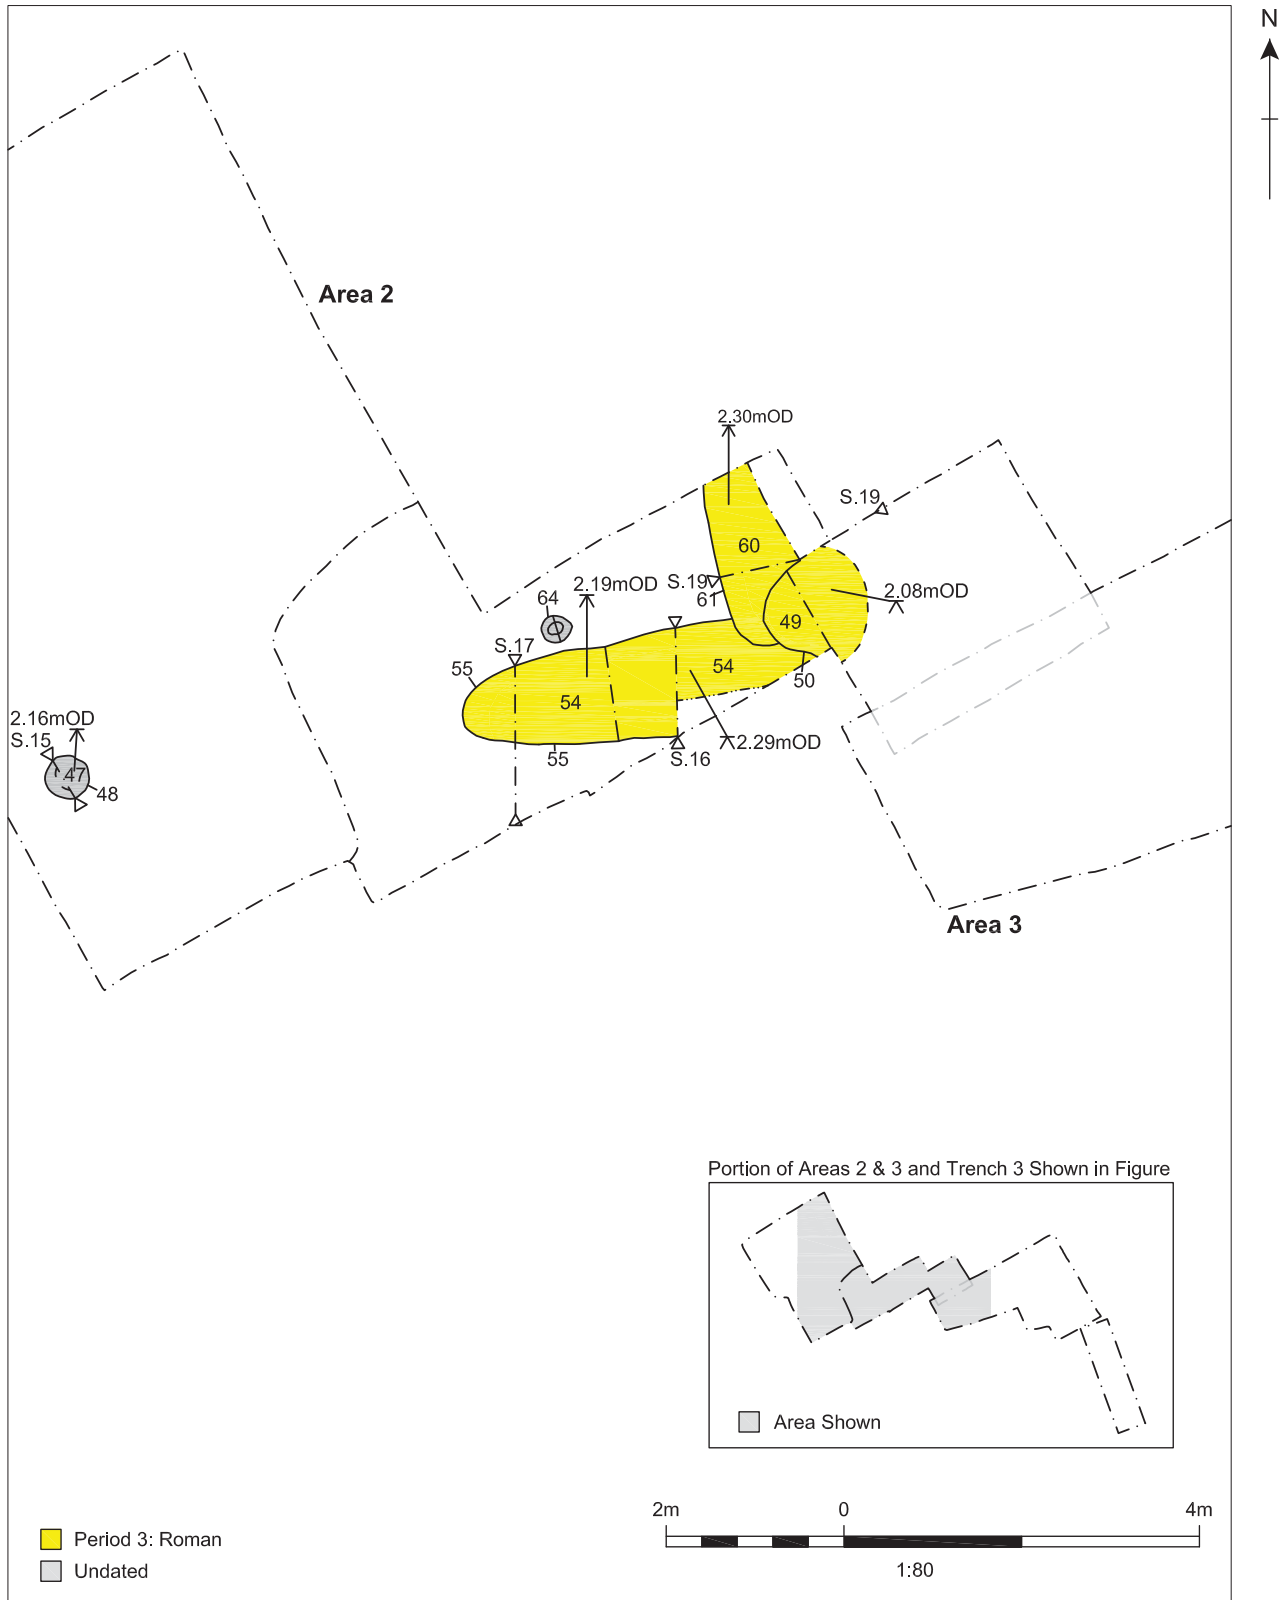 N
Area 2
2.30mOD
S.19
60
S.19
2.19mOD
61
64
2.08mOD
49
S.17
55
54
50
54
2.16mOD
S.15
2.29mOD
55
S.16
47
48
Area 3
Portion of Areas 2 & 3 and Trench 3 Shown in Figure
Area Shown
2m 0 4m
Period 3: Roman
Undated
1:80